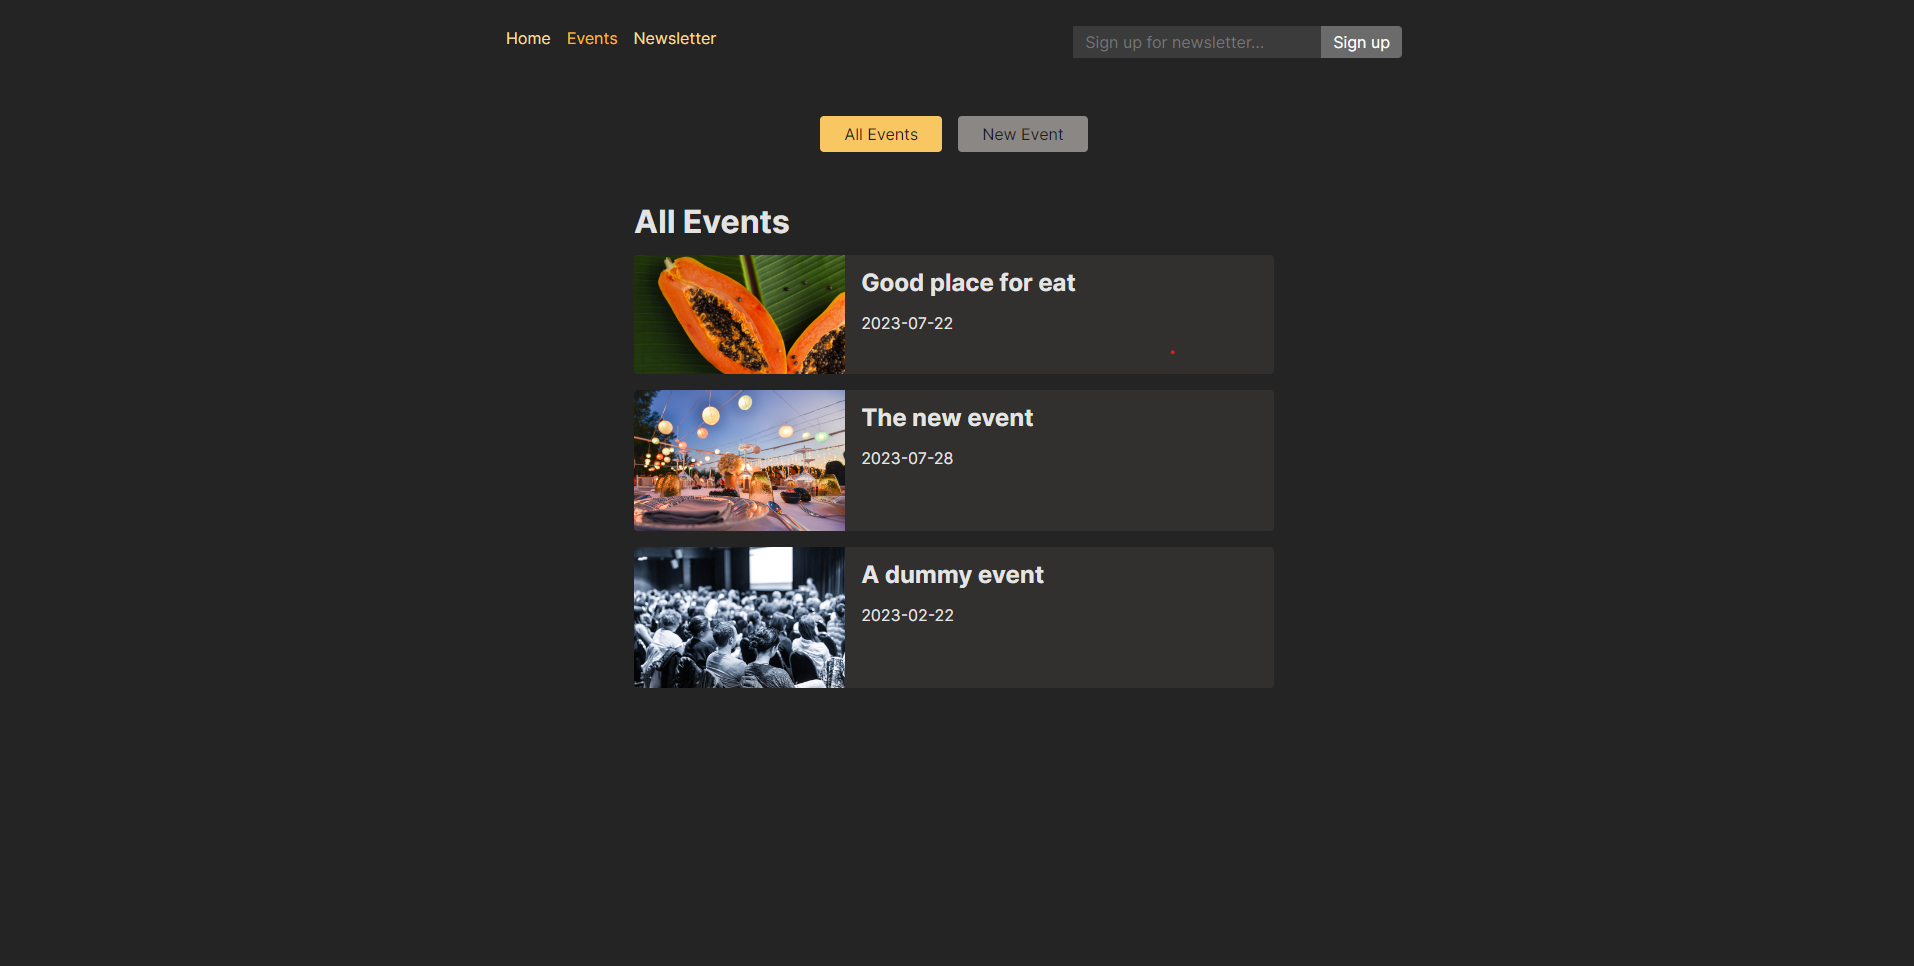 Home Events Newsletter
Sign up for newsletter... Sign up
All Events New Event
All Events
Good place for eat
2023-07-22
The new event
2023-07-28
A dummy event
2023-02-22